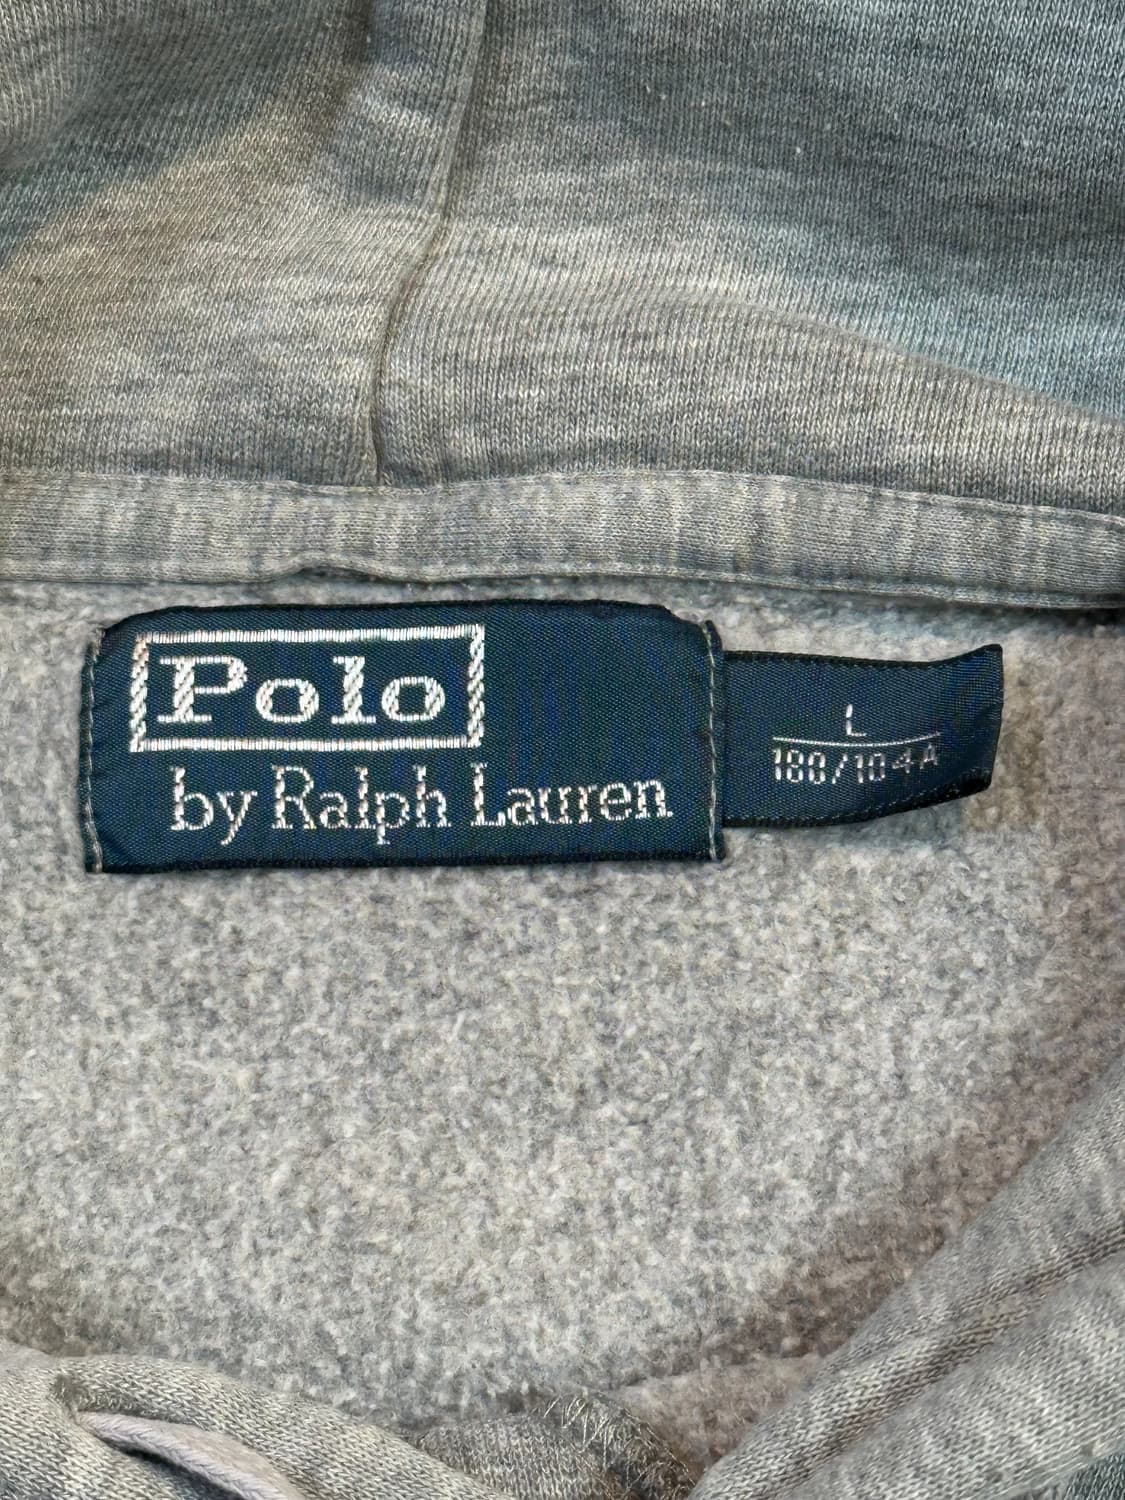 Polo
by Ralph Lauren
L
180/104A